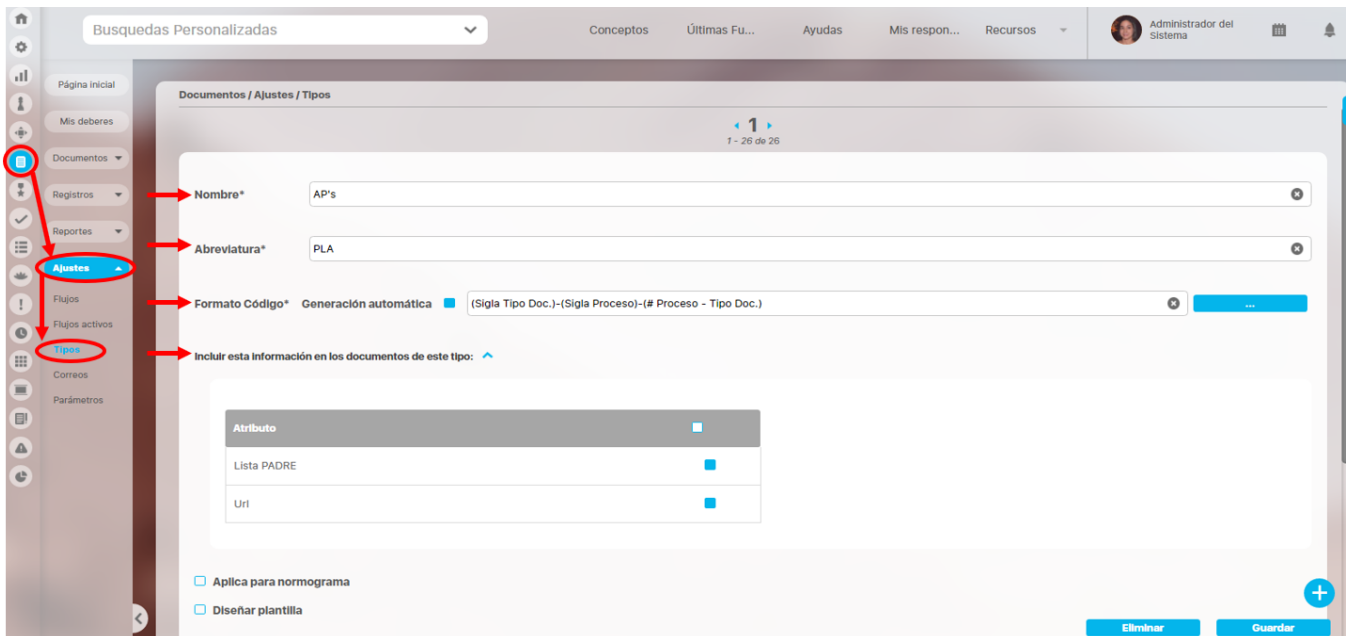 Busquedas Personalizadas
Conceptos
Últimas Fu...
Ayudas
Mis respon...
Recursos
Administrador del
Sistema
Página inicial
Mis deberes
Documentos
Registros
Reportes
Ajustes
Flujos
Flujos activos
Tipos
Correos
Parámetros
Documentos / Ajustes / Tipos
1
1 - 26 de 26
Nombre* AP's
Abreviatura* PLA
Formato Código* Generación automática (Sigla Tipo Doc.)-(Sigla Proceso)-(# Proceso - Tipo Doc.) ...
Incluir esta información en los documentos de este tipo:
Atributo
Lista PADRE
Url
Aplica para normograma
Diseñar plantilla
Eliminar
Guardar